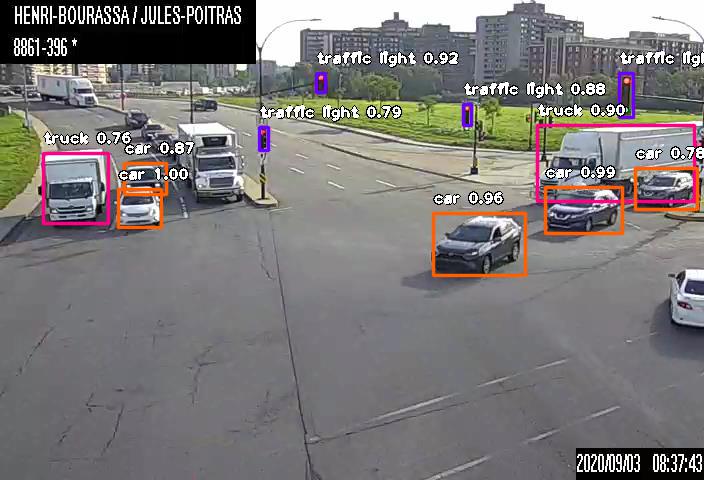 HENRI-BOURASSA / JULES-POITRAS
8861-396 *
traffic light 0.92
traffic lig
traffic light 0.88
traffic light 0.79
truck 0.90
truck 0.76
car 0.87
car 0.78
car 1.00
car 0.99
car 0.96
2020/09/03 08:37:43